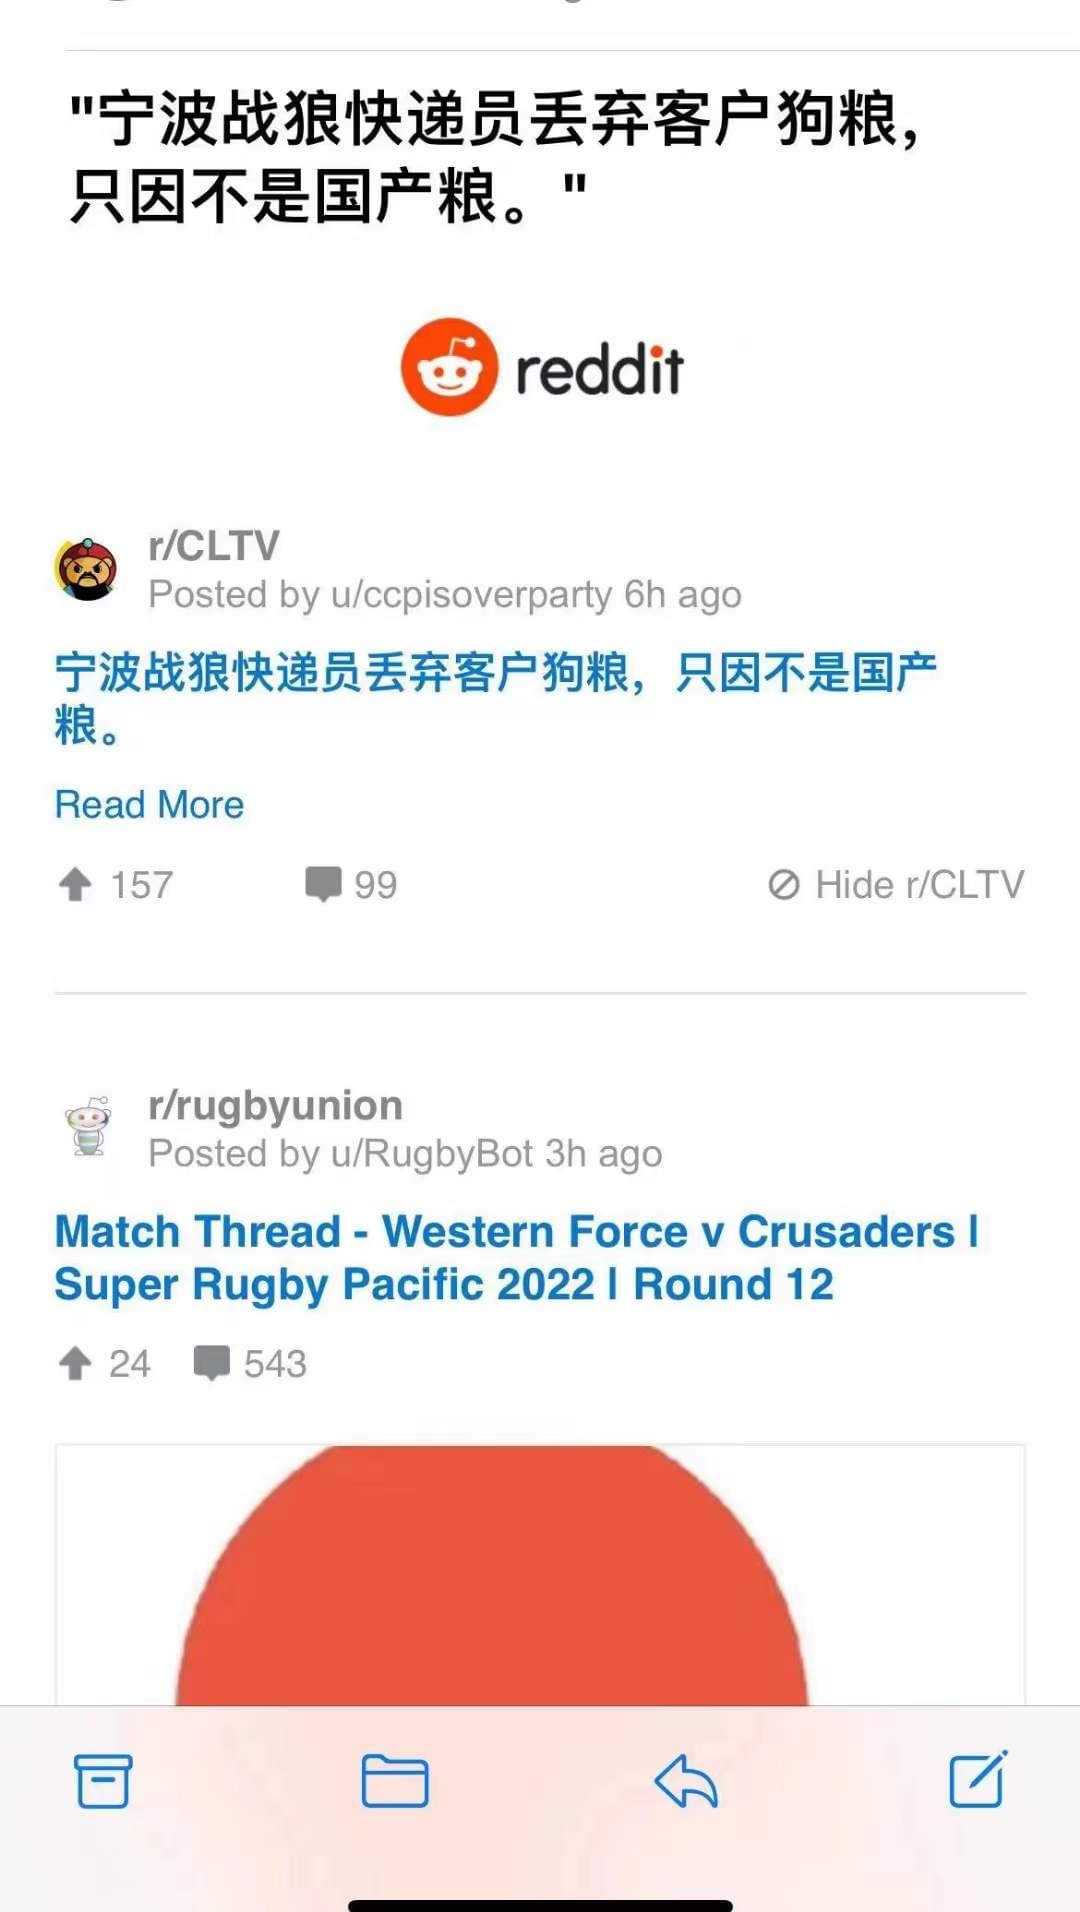 "宁波战狼快递员丢弃客户狗粮，
只因不是国产粮。"
reddit
r/CLTV
Posted by u/ccpisoverparty 6h ago
宁波战狼快递员丢弃客户狗粮，只因不是国产
粮。
Read More
157 99 Hide r/CLTV
r/rugbyunion
Posted by u/RugbyBot 3h ago
Match Thread - Western Force v Crusaders |
Super Rugby Pacific 2022 | Round 12
24 543